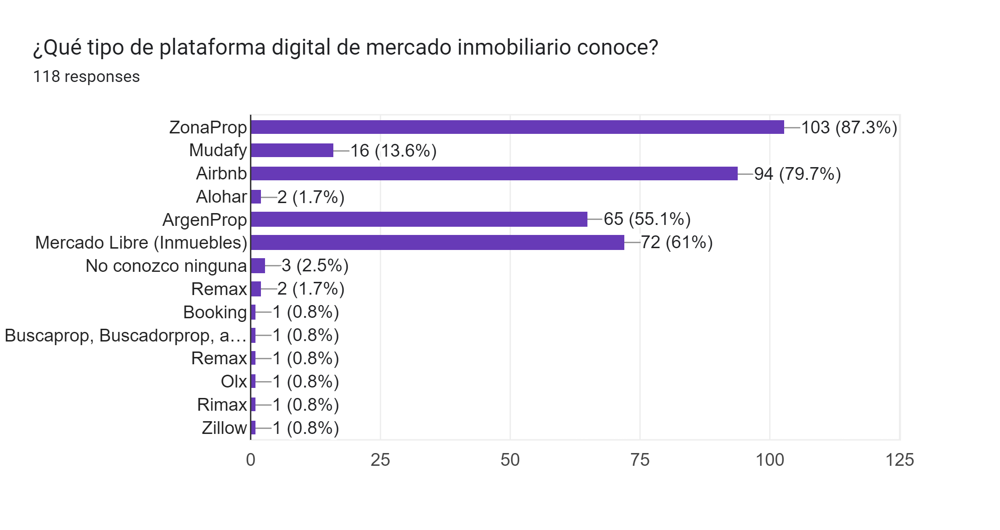 ¿Qué tipo de plataforma digital de mercado inmobiliario conoce?
118 responses
ZonaProp 103 (87.3%)
Mudafy 16 (13.6%)
Airbnb 94 (79.7%)
Alohar 2 (1.7%)
ArgenProp 65 (55.1%)
Mercado Libre (Inmuebles) 72 (61%)
No conozco ninguna 3 (2.5%)
Remax 2 (1.7%)
Booking 1 (0.8%)
Buscaprop, Buscadorprop, a… 1 (0.8%)
Remax 1 (0.8%)
Olx 1 (0.8%)
Rimax 1 (0.8%)
Zillow 1 (0.8%)
0 25 50 75 100 125